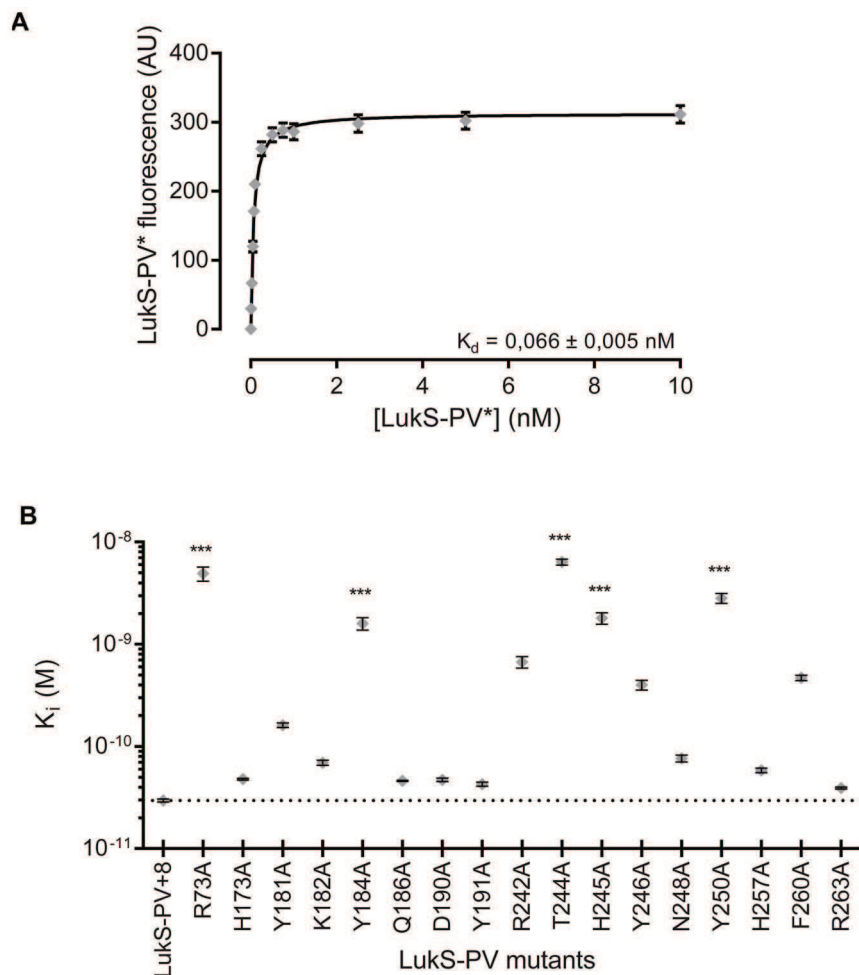 A
LukS-PV* fluorescence (AU)
400
300
200
100
0
K_d = 0,066 ± 0,005 nM
0 2 4 6 8 10
[LukS-PV*] (nM)
B
K_i (M)
10⁻⁸
10⁻⁹
10⁻¹⁰
10⁻¹¹
*** *** *** *** ***
LukS-PV+8
R73A
H173A
Y181A
K182A
Y184A
Q186A
D190A
Y191A
R242A
T244A
H245A
Y246A
N248A
Y250A
H257A
F260A
R263A
LukS-PV mutants